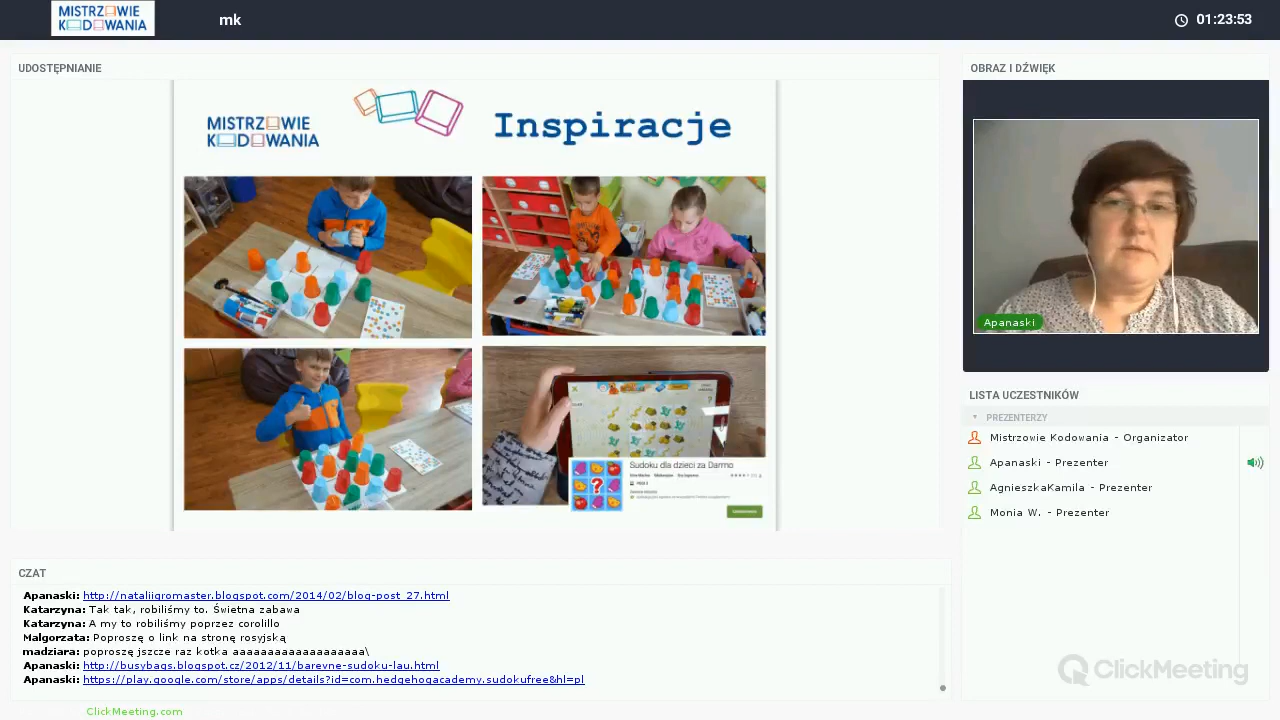 MISTRZOWIE
KODOWANIA
mk
01:23:53
UDOSTĘPNIANIE
MISTRZOWIE
KODOWANIA
Inspiracje
Sudoku dla dzieci za Darmo
OBRAZ I DŹWIĘK
Apanaski
LISTA UCZESTNIKÓW
PREZENTERZY
Mistrzowie Kodowania - Organizator
Apanaski - Prezenter
AgnieszkaKamila - Prezenter
Monia W. - Prezenter
CZAT
Apanaski: http://nataliigromaster.blogspot.com/2014/02/blog-post_27.html
Katarzyna: Tak tak, robiliśmy to. Świetna zabawa
Katarzyna: A my to robiliśmy poprzez corolillo
Malgorzata: Poproszę o link na stronę rosyjską
madziara: poproszę jszcze raz kotka aaaaaaaaaaaaaaaaaaa\
Apanaski: http://busybags.blogspot.cz/2012/11/barevne-sudoku-lau.html
Apanaski: https://play.google.com/store/apps/details?id=com.hedgehogacademy.sudokufree&hl=pl
ClickMeeting
ClickMeeting.com